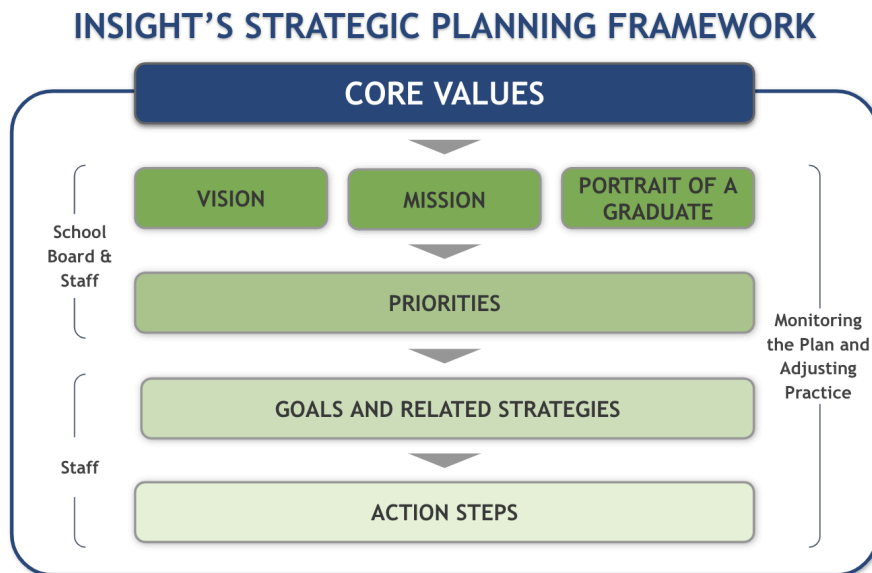 INSIGHT'S STRATEGIC PLANNING FRAMEWORK
CORE VALUES
VISION
MISSION
PORTRAIT OF A
GRADUATE
School
Board &
Staff
PRIORITIES
Monitoring
the Plan and
Adjusting
Practice
GOALS AND RELATED STRATEGIES
Staff
ACTION STEPS